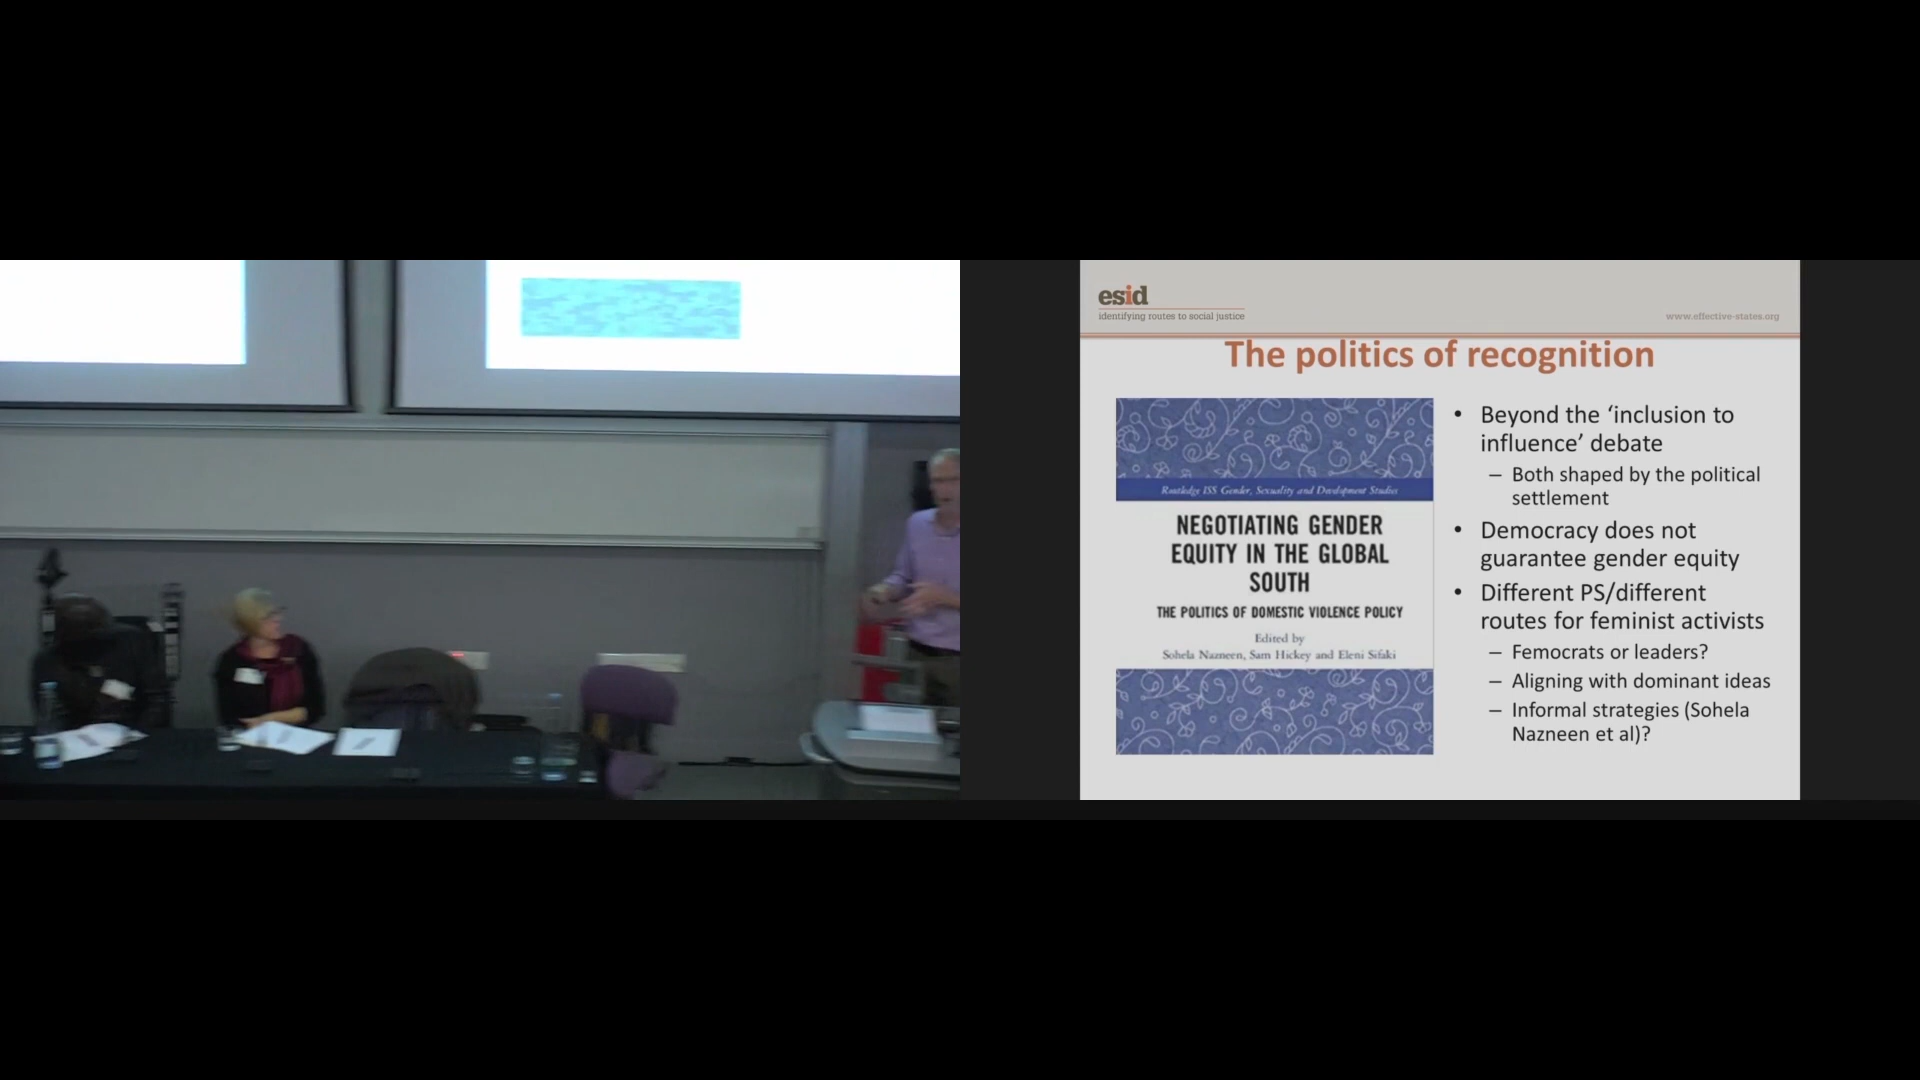 esid
identifying routes to social justice
www.effective-states.org
The politics of recognition
Routledge ISS Gender, Sexuality and Development Studies
NEGOTIATING GENDER
EQUITY IN THE GLOBAL
SOUTH
THE POLITICS OF DOMESTIC VIOLENCE POLICY
Edited by
Sohela Nazneen, Sam Hickey and Eleni Sifaki
• Beyond the ‘inclusion to
influence’ debate
– Both shaped by the political
settlement
• Democracy does not
guarantee gender equity
• Different PS/different
routes for feminist activists
– Femocrats or leaders?
– Aligning with dominant ideas
– Informal strategies (Sohela
Nazneen et al)?